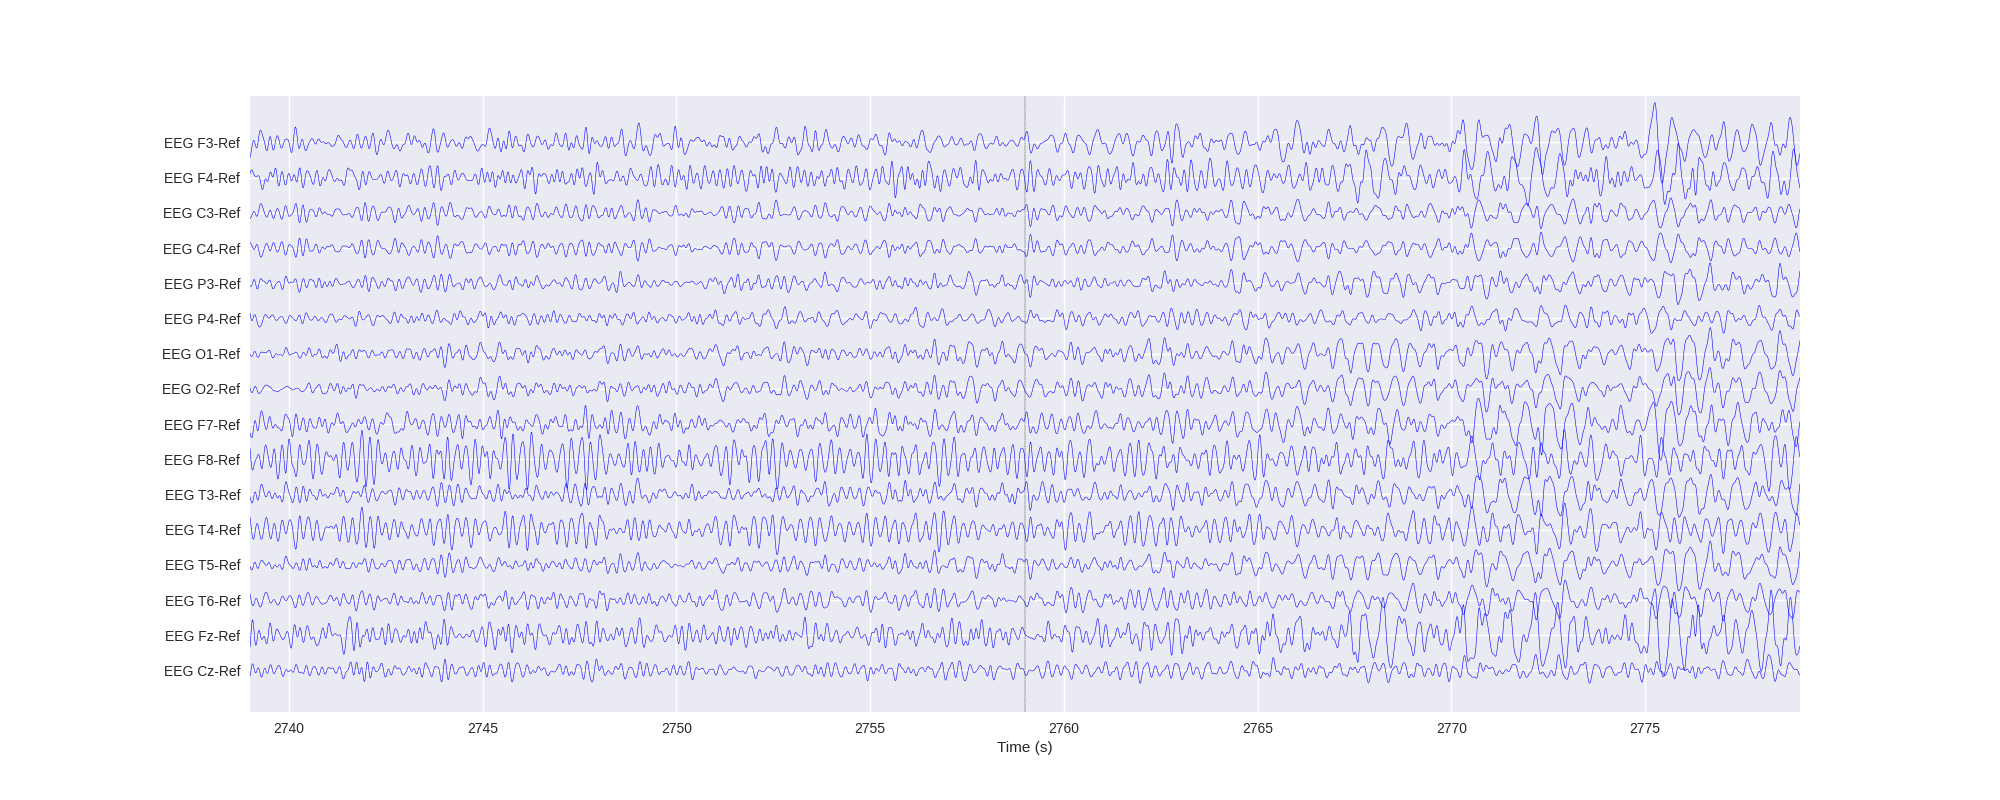 EEG F3-Ref
EEG F4-Ref
EEG C3-Ref
EEG C4-Ref
EEG P3-Ref
EEG P4-Ref
EEG O1-Ref
EEG O2-Ref
EEG F7-Ref
EEG F8-Ref
EEG T3-Ref
EEG T4-Ref
EEG T5-Ref
EEG T6-Ref
EEG Fz-Ref
EEG Cz-Ref
2740 2745 2750 2755 2760 2765 2770 2775
Time (s)